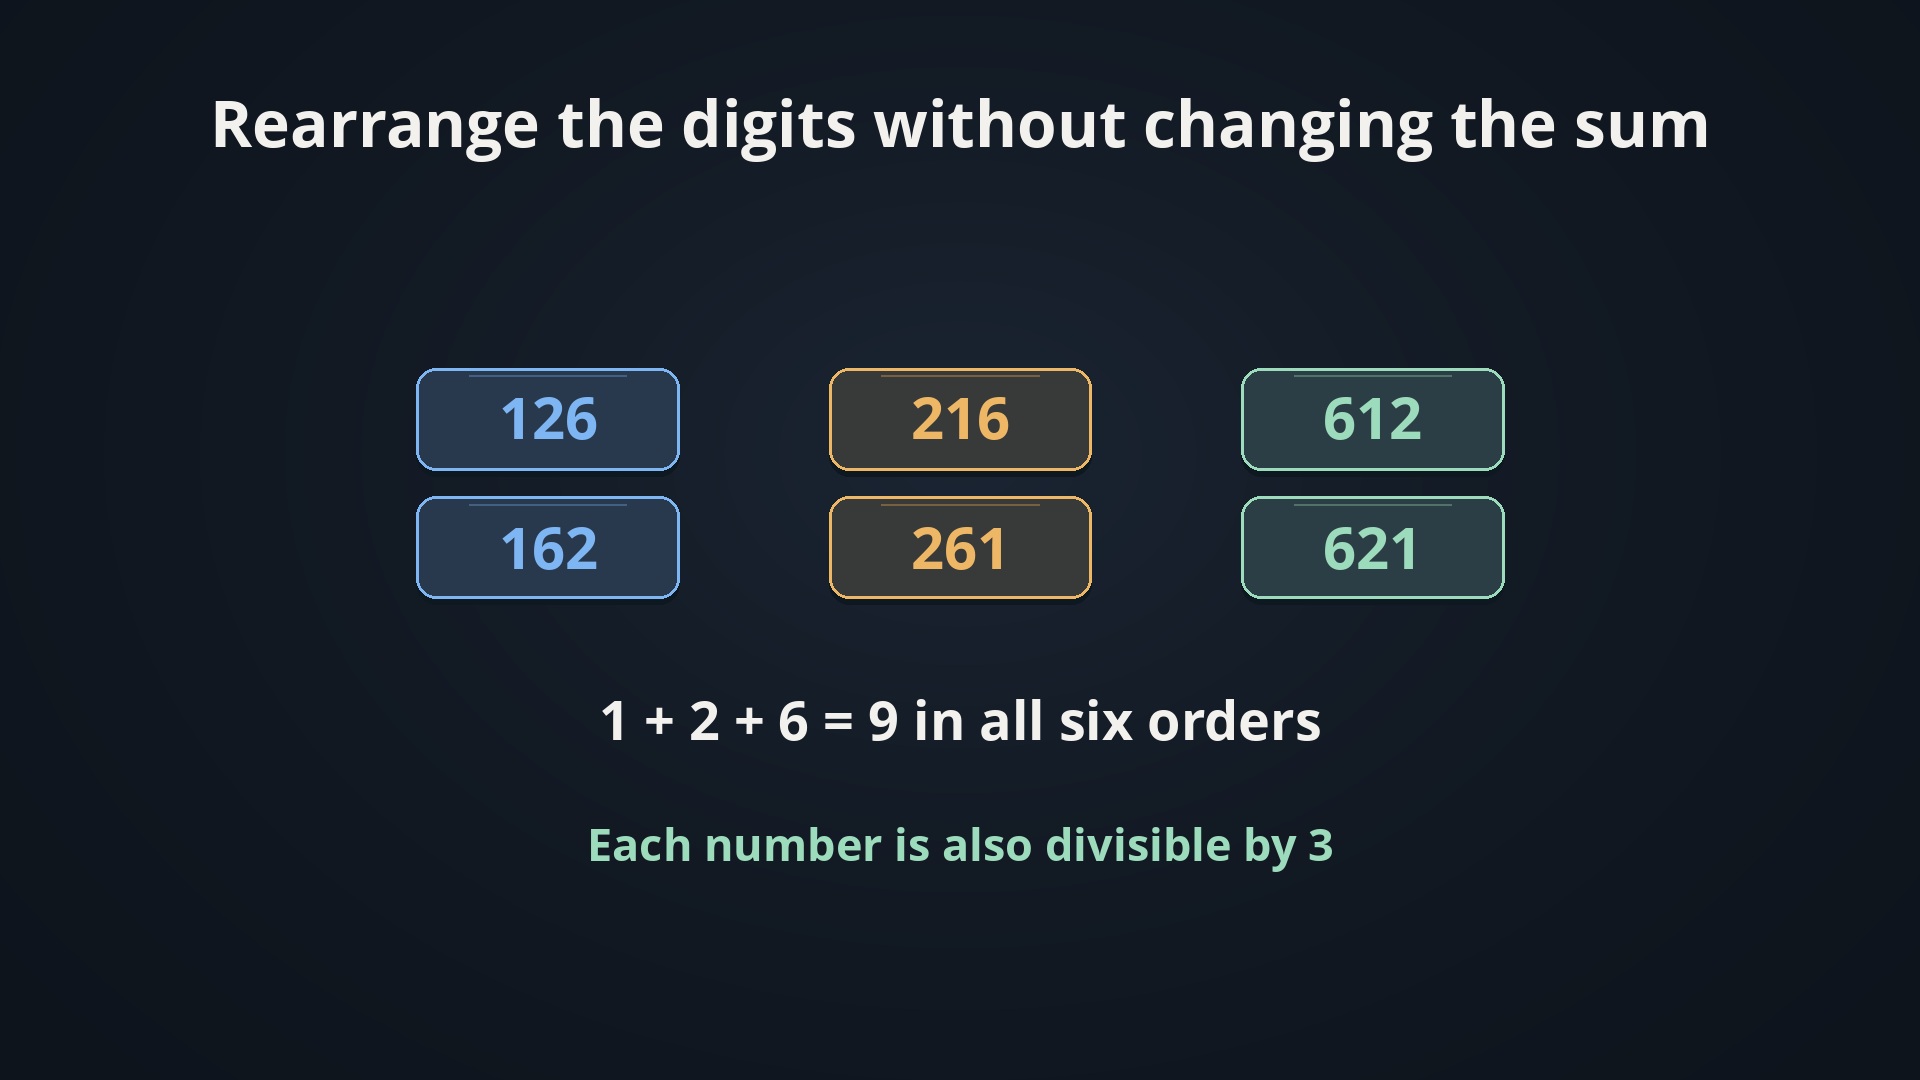 Rearrange the digits without changing the sum
126 216 612
162 261 621
1 + 2 + 6 = 9 in all six orders
Each number is also divisible by 3